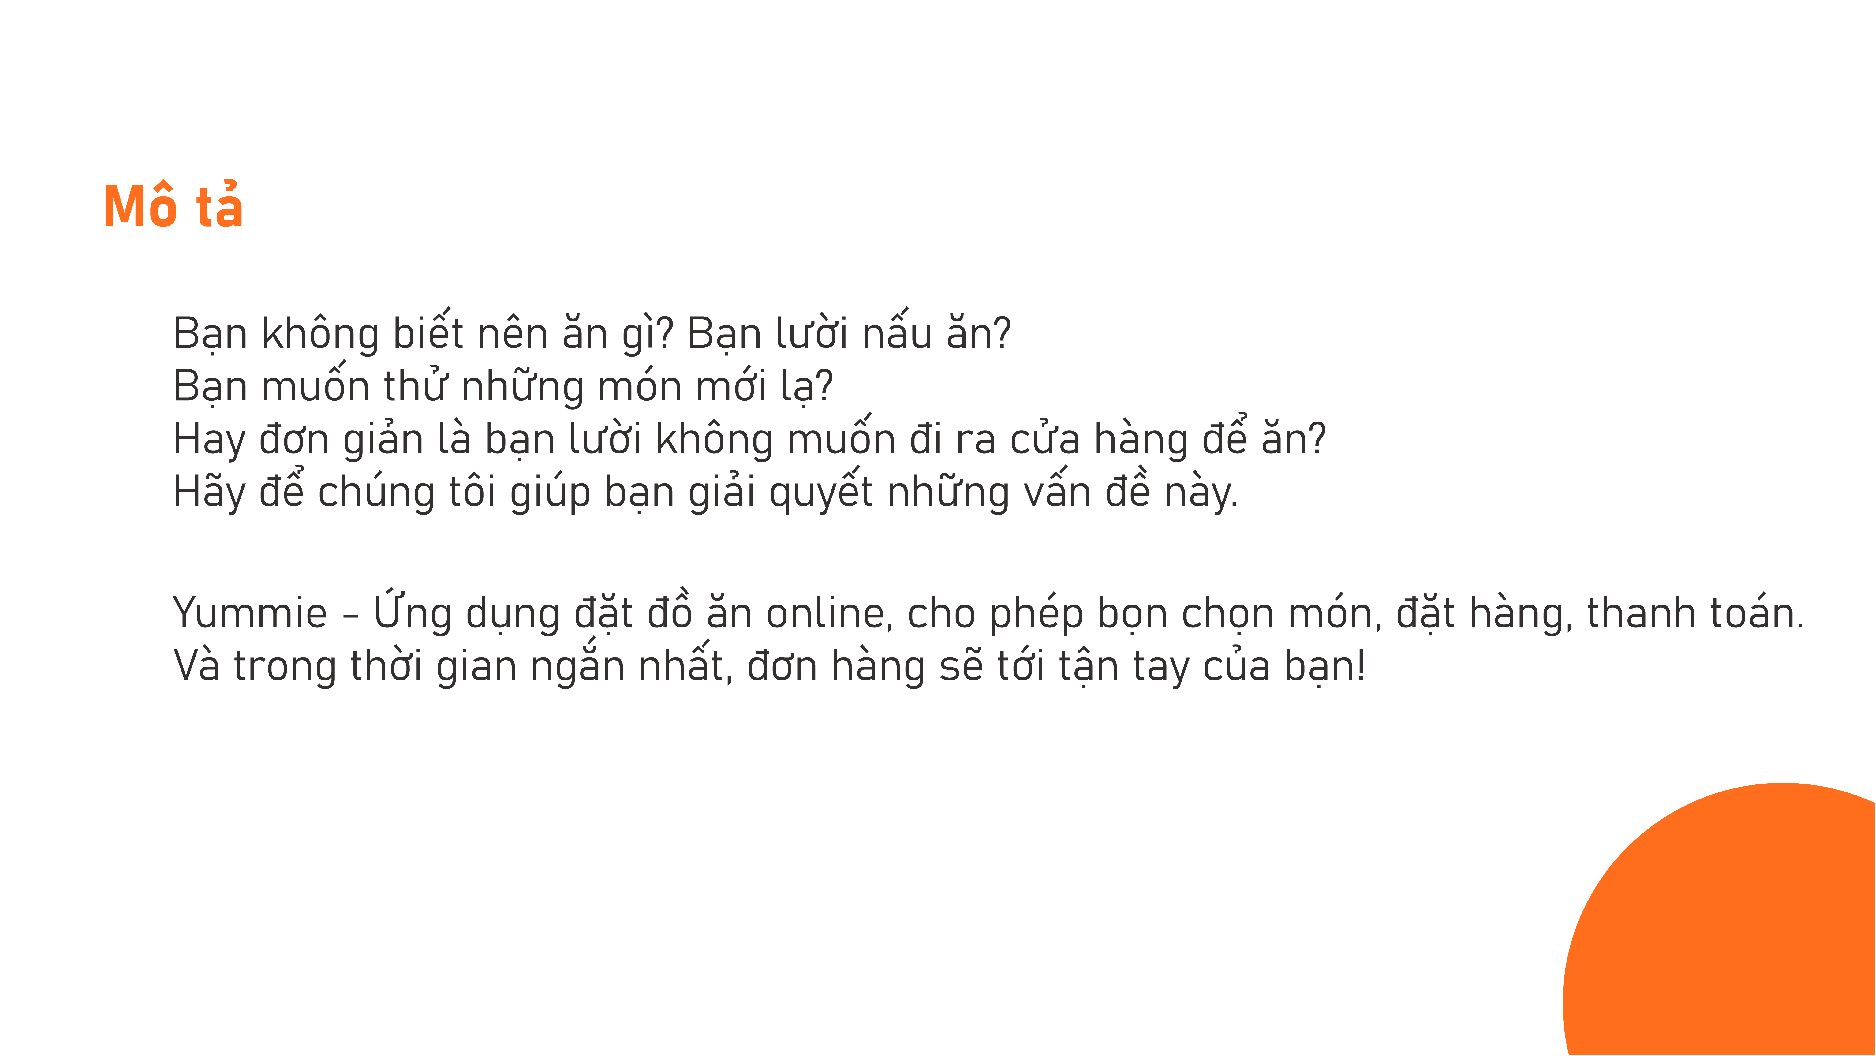 Mô tả
Bạn không biết nên ăn gì? Bạn lười nấu ăn?
Bạn muốn thử những món mới lạ?
Hay đơn giản là bạn lười không muốn đi ra cửa hàng để ăn?
Hãy để chúng tôi giúp bạn giải quyết những vấn đề này.
Yummie - Ứng dụng đặt đồ ăn online, cho phép bọn chọn món, đặt hàng, thanh toán.
Và trong thời gian ngắn nhất, đơn hàng sẽ tới tận tay của bạn!